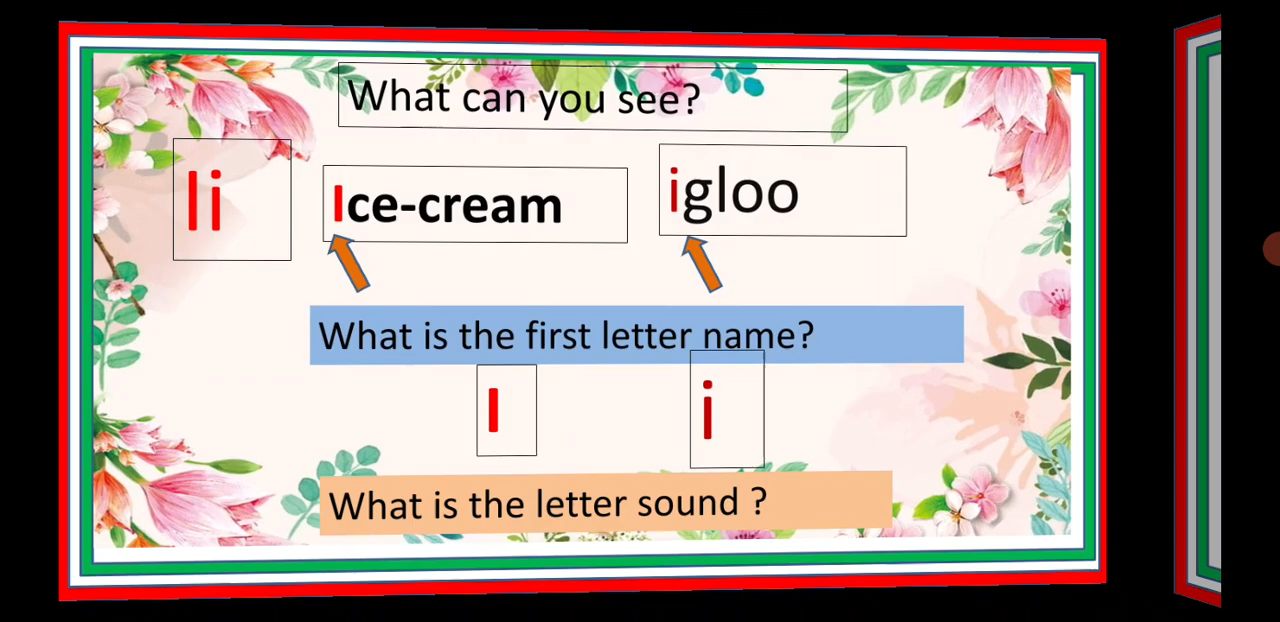 What can you see?
Ii
Ice-cream
igloo
What is the first letter name?
I
i
What is the letter sound ?